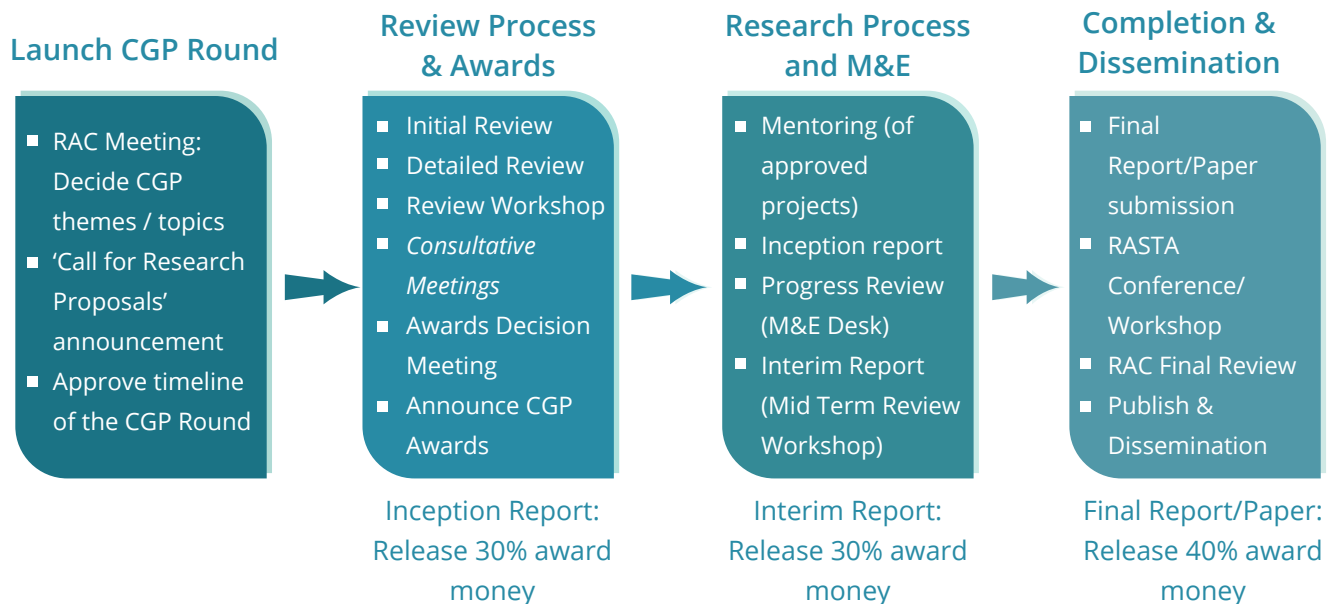 Launch CGP Round
RAC Meeting:
Decide CGP
themes / topics
‘Call for Research
Proposals’
announcement
Approve timeline
of the CGP Round
Review Process
& Awards
Initial Review
Detailed Review
Review Workshop
Consultative
Meetings
Awards Decision
Meeting
Announce CGP
Awards
Inception Report:
Release 30% award
money
Research Process
and M&E
Mentoring (of
approved
projects)
Inception report
Progress Review
(M&E Desk)
Interim Report
(Mid Term Review
Workshop)
Interim Report:
Release 30% award
money
Completion &
Dissemination
Final
Report/Paper
submission
RASTA
Conference/
Workshop
RAC Final Review
Publish &
Dissemination
Final Report/Paper:
Release 40% award
money